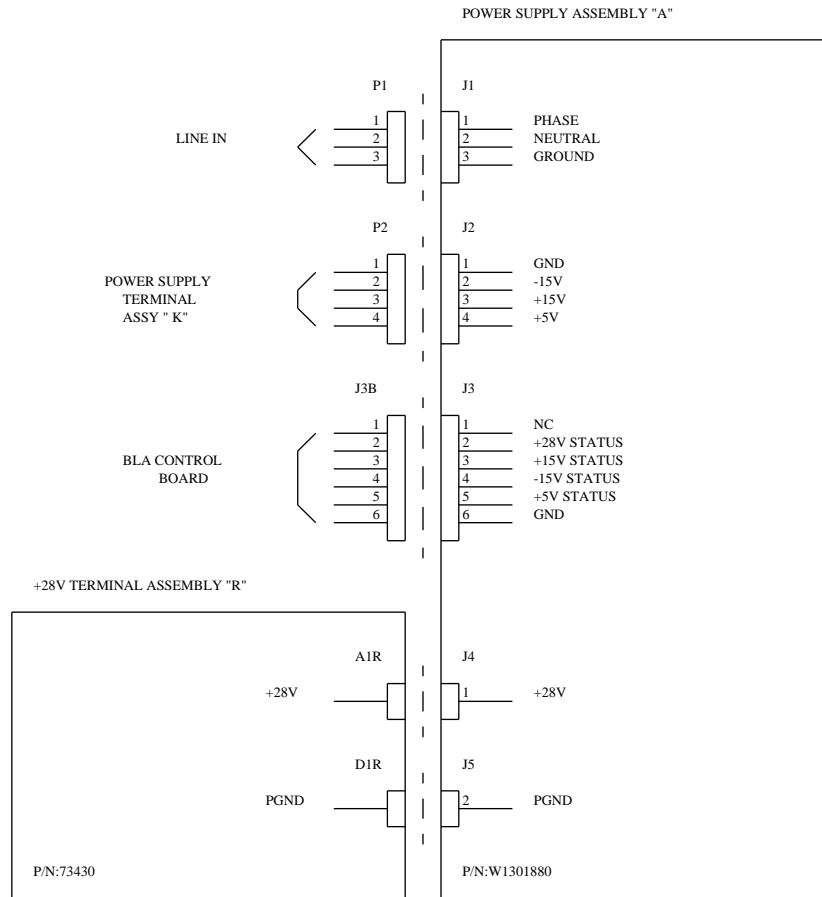 POWER SUPPLY ASSEMBLY "A"
P1
J1
LINE IN
1
2
3
1
2
3
PHASE
NEUTRAL
GROUND
P2
J2
POWER SUPPLY
TERMINAL
ASSY " K"
1
2
3
4
1
2
3
4
GND
-15V
+15V
+5V
J3B
J3
BLA CONTROL
BOARD
1
2
3
4
5
6
1
2
3
4
5
6
NC
+28V STATUS
+15V STATUS
-15V STATUS
+5V STATUS
GND
+28V TERMINAL ASSEMBLY "R"
A1R
J4
+28V
1
+28V
D1R
J5
PGND
2
PGND
P/N:73430
P/N:W1301880